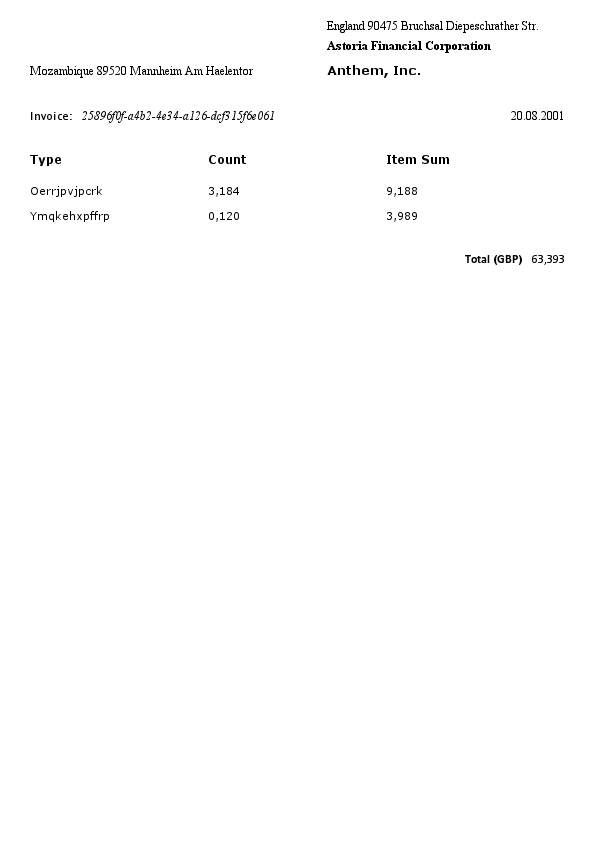 England 90475 Bruchsal Diepeschrather Str.
Astoria Financial Corporation
Mozambique 89520 Mannheim Am Haelentor Anthem, Inc.
Invoice: 25896f0f-a4b2-4e34-a126-dcf315f6e061 20.08.2001
Type Count Item Sum
Oerrjpvjpcrk 3,184 9,188
Ymqkehxpffrp 0,120 3,989
Total (GBP) 63,393